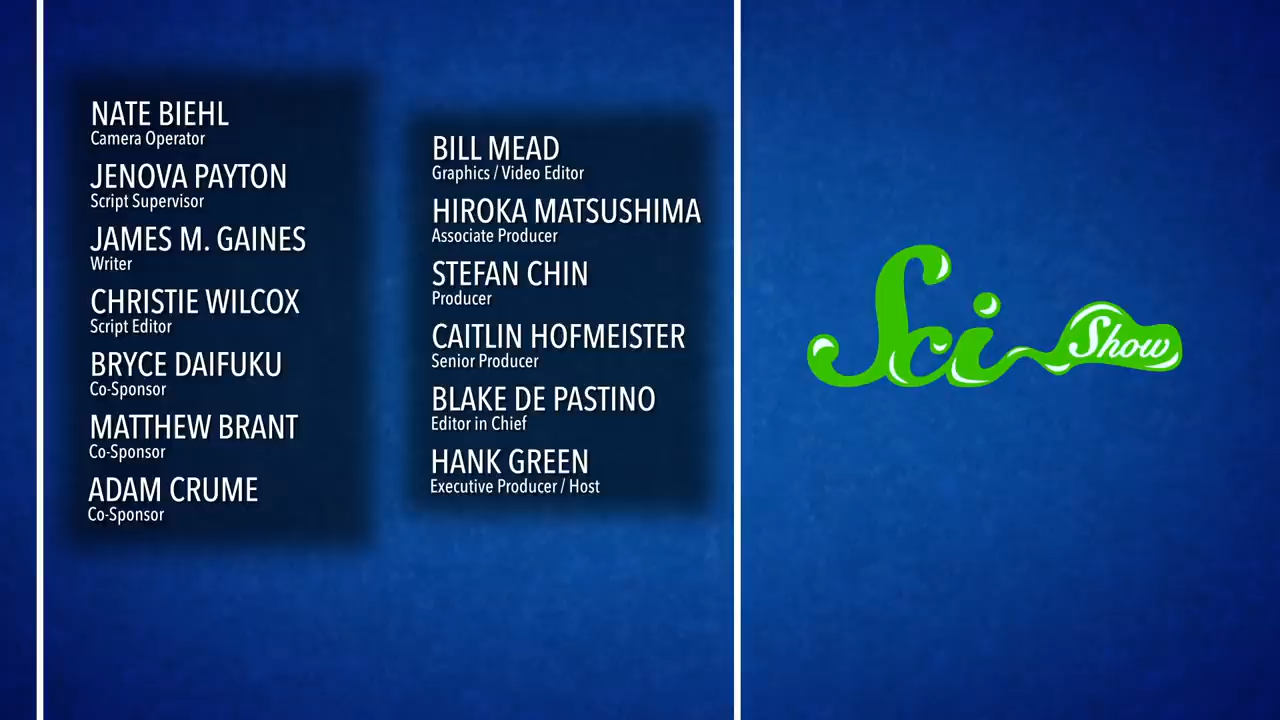 NATE BIEHL
Camera Operator
JENOVA PAYTON
Script Supervisor
JAMES M. GAINES
Writer
CHRISTIE WILCOX
Script Editor
BRYCE DAIFUKU
Co-Sponsor
MATTHEW BRANT
Co-Sponsor
ADAM CRUME
Co-Sponsor
BILL MEAD
Graphics / Video Editor
HIROKA MATSUSHIMA
Associate Producer
STEFAN CHIN
Producer
CAITLIN HOFMEISTER
Senior Producer
BLAKE DE PASTINO
Editor in Chief
HANK GREEN
Executive Producer / Host
Sci Show